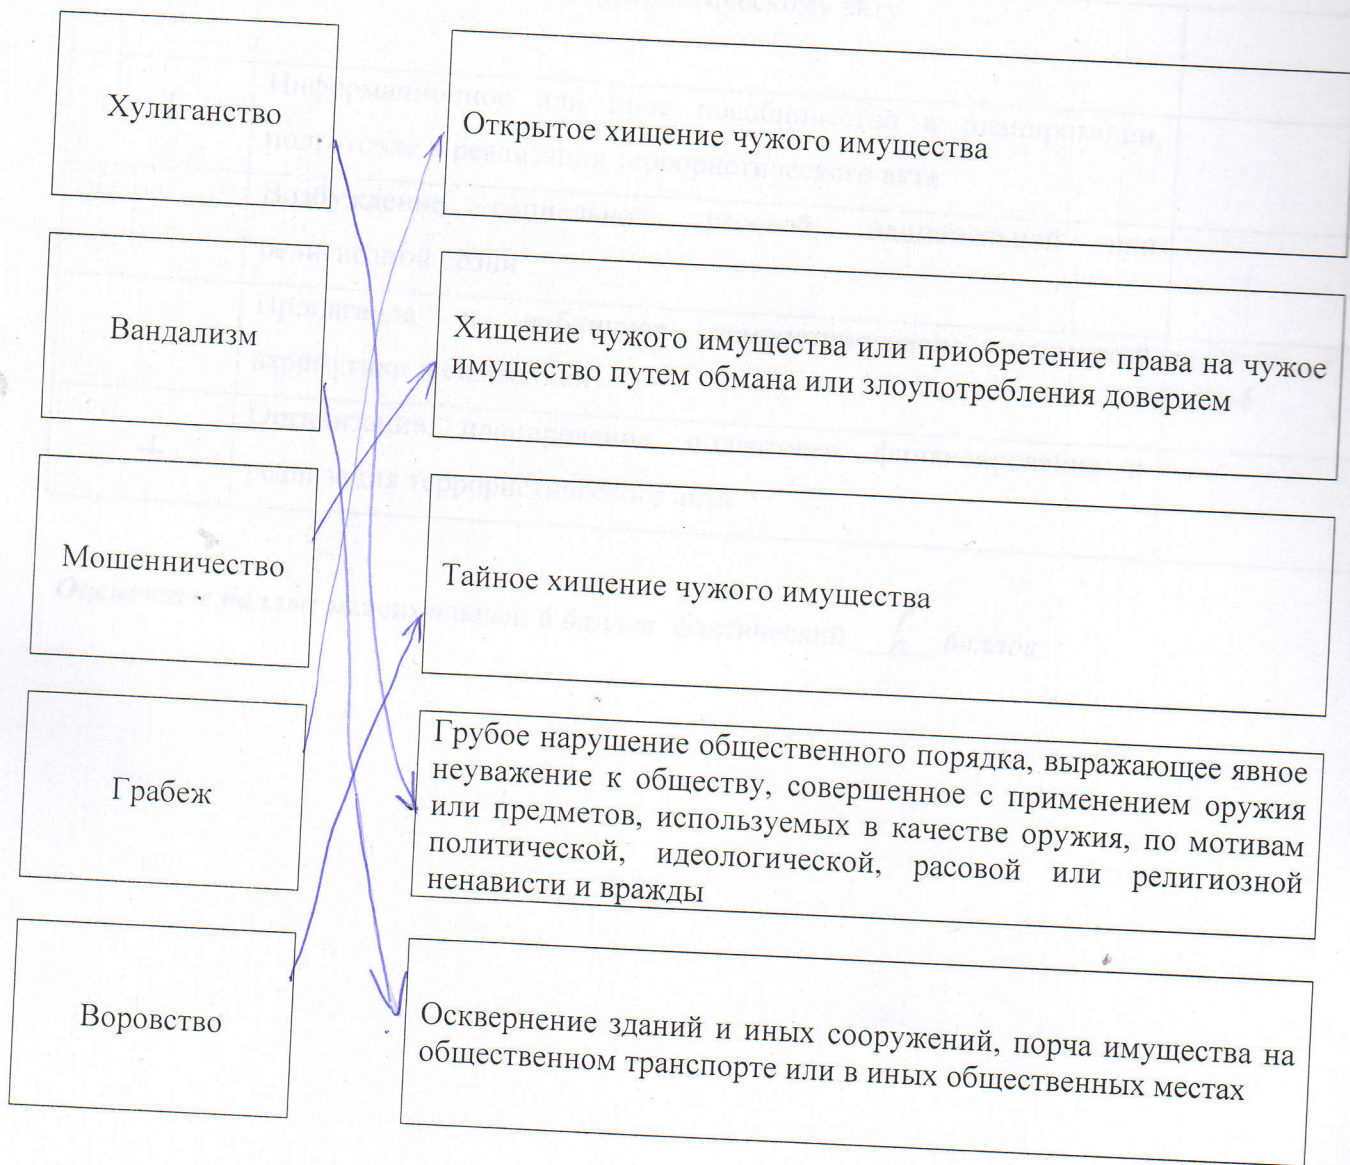 Хулиганство
Открытое хищение чужого имущества
Вандализм
Хищение чужого имущества или приобретение права на чужое
имущество путем обмана или злоупотребления доверием
Мошенничество
Тайное хищение чужого имущества
Грабеж
Грубое нарушение общественного порядка, выражающее явное
неуважение к обществу, совершенное с применением оружия
или предметов, используемых в качестве оружия, по мотивам
политической, идеологической, расовой или религиозной
ненависти и вражды
Воровство
Осквернение зданий и иных сооружений, порча имущества на
общественном транспорте или в иных общественных местах